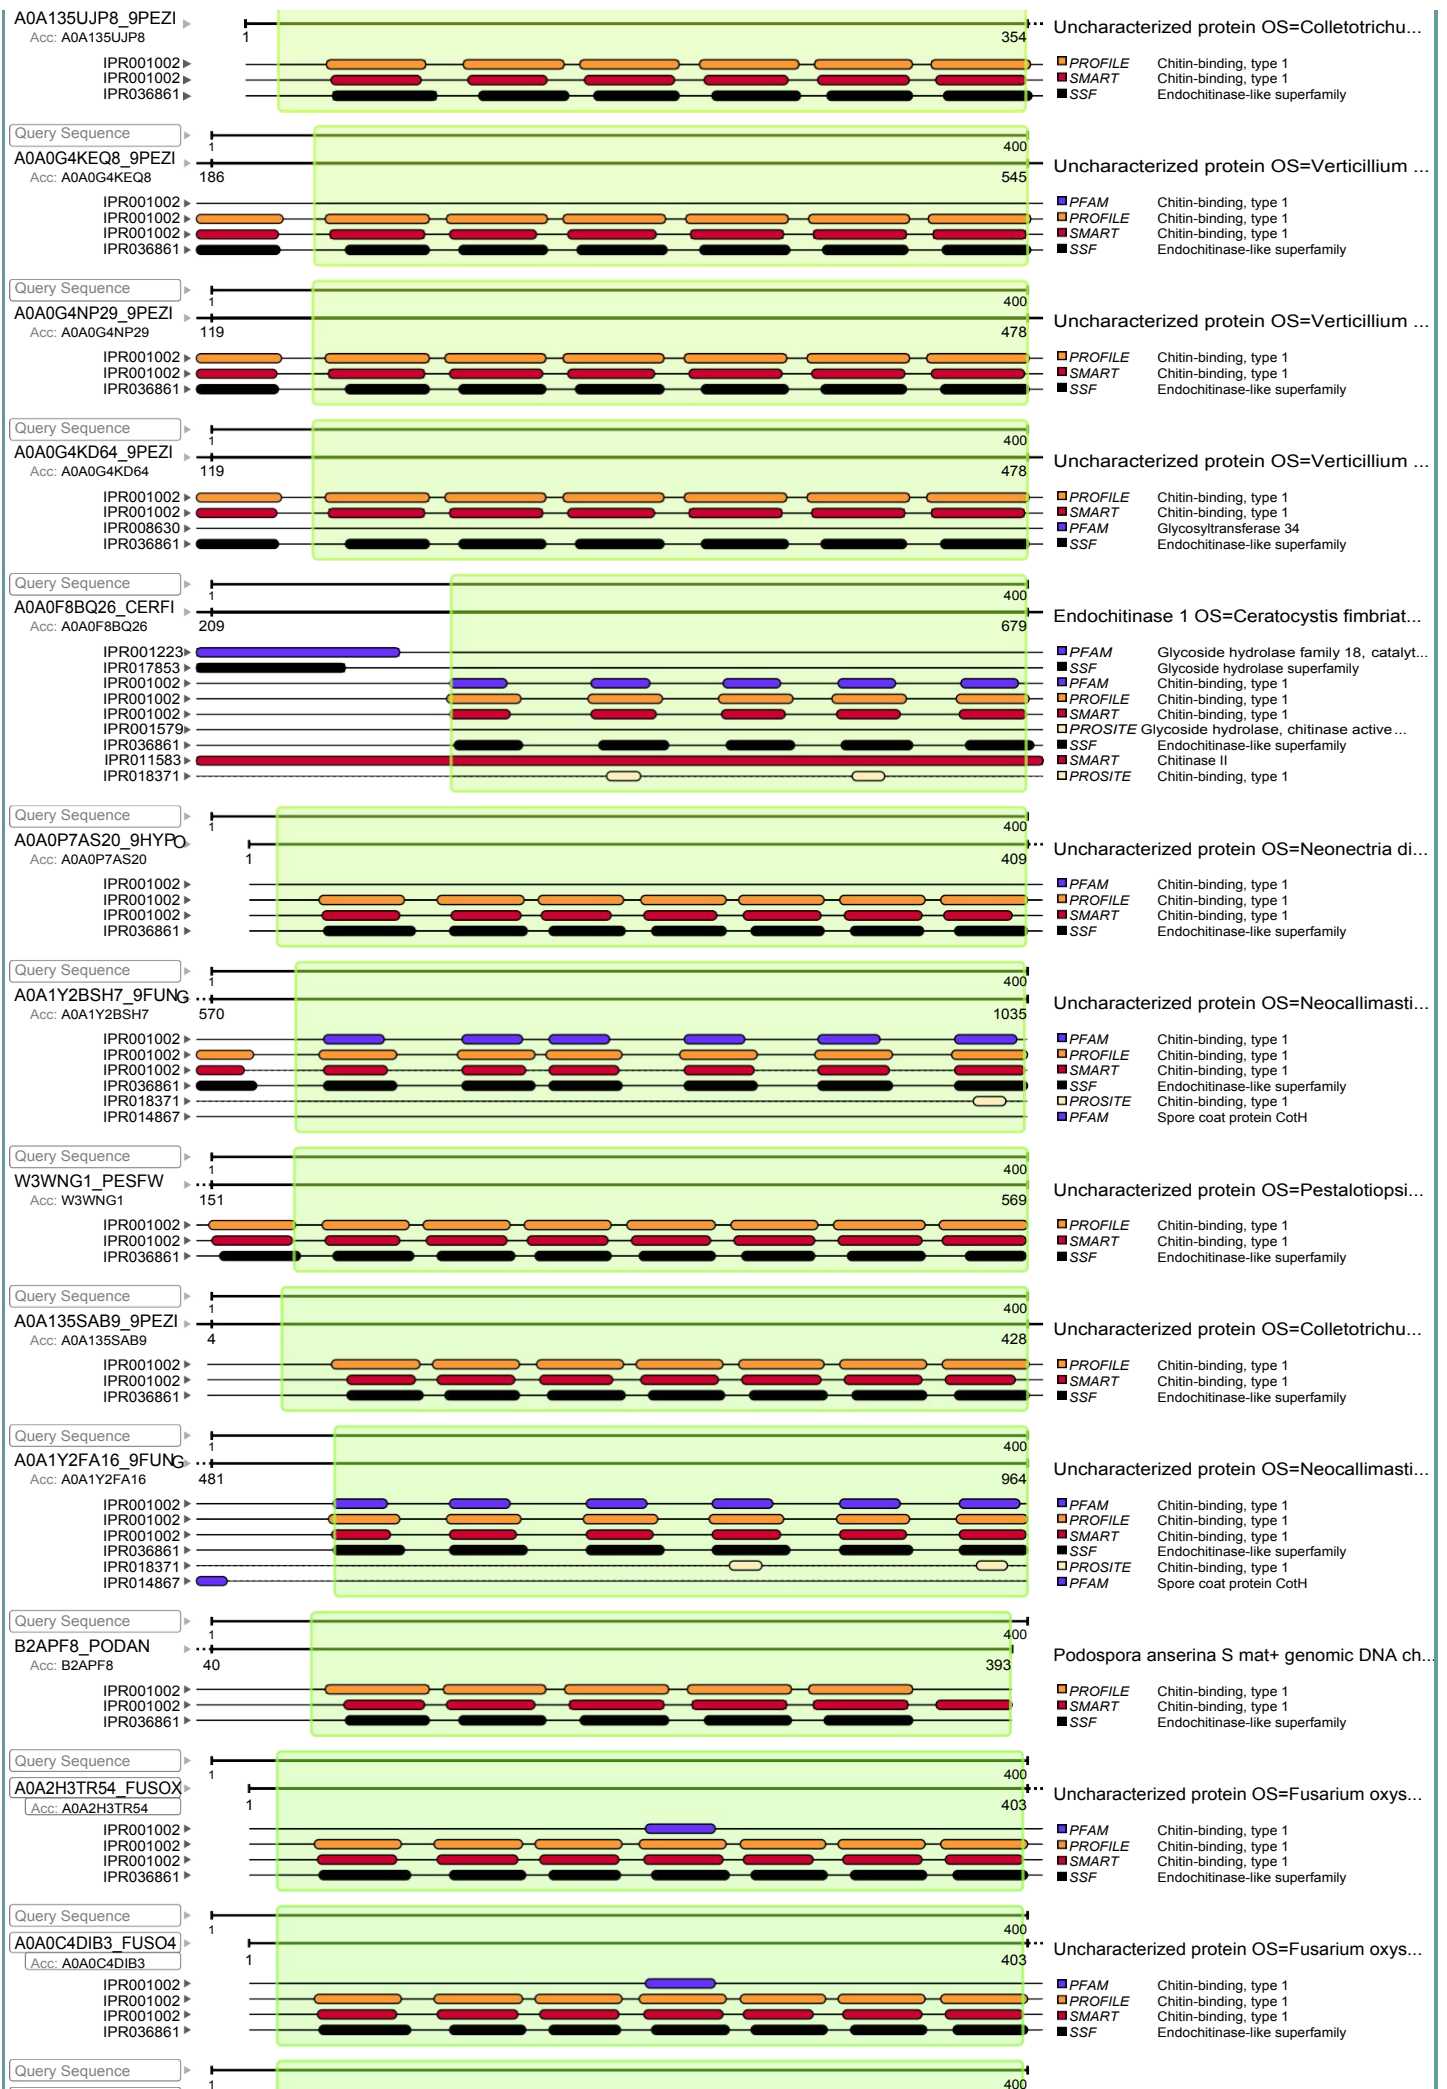 A0A135UJP8_9PEZI
Acc: A0A135UJP8
1 354
Uncharacterized protein OS=Colletotrichu...
IPR001002 PROFILE Chitin-binding, type 1
IPR001002 SMART Chitin-binding, type 1
IPR036861 SSF Endochitinase-like superfamily
Query Sequence
1 400
A0A0G4KEQ8_9PEZI
Acc: A0A0G4KEQ8
186 545
Uncharacterized protein OS=Verticillium ...
IPR001002 PFAM Chitin-binding, type 1
IPR001002 PROFILE Chitin-binding, type 1
IPR001002 SMART Chitin-binding, type 1
IPR036861 SSF Endochitinase-like superfamily
Query Sequence
1 400
A0A0G4NP29_9PEZI
Acc: A0A0G4NP29
119 478
Uncharacterized protein OS=Verticillium ...
IPR001002 PROFILE Chitin-binding, type 1
IPR001002 SMART Chitin-binding, type 1
IPR036861 SSF Endochitinase-like superfamily
Query Sequence
1 400
A0A0G4KD64_9PEZI
Acc: A0A0G4KD64
119 478
Uncharacterized protein OS=Verticillium ...
IPR001002 PROFILE Chitin-binding, type 1
IPR001002 SMART Chitin-binding, type 1
IPR008630 PFAM Glycosyltransferase 34
IPR036861 SSF Endochitinase-like superfamily
Query Sequence
1 400
A0A0F8BQ26_CERFI
Acc: A0A0F8BQ26
209 679
Endochitinase 1 OS=Ceratocystis fimbriat...
IPR001223 PFAM Glycoside hydrolase family 18, catalyt...
IPR017853 SSF Glycoside hydrolase superfamily
IPR001002 PFAM Chitin-binding, type 1
IPR001002 PROFILE Chitin-binding, type 1
IPR001002 SMART Chitin-binding, type 1
IPR001579 PROSITE Glycoside hydrolase, chitinase active...
IPR036861 SSF Endochitinase-like superfamily
IPR011583 SMART Chitinase II
IPR018371 PROSITE Chitin-binding, type 1
Query Sequence
1 400
A0A0P7AS20_9HYPO
Acc: A0A0P7AS20
1 409
Uncharacterized protein OS=Neonectria di...
IPR001002 PFAM Chitin-binding, type 1
IPR001002 PROFILE Chitin-binding, type 1
IPR001002 SMART Chitin-binding, type 1
IPR036861 SSF Endochitinase-like superfamily
Query Sequence
1 400
A0A1Y2BSH7_9FUNG
Acc: A0A1Y2BSH7
570 1035
Uncharacterized protein OS=Neocallimasti...
IPR001002 PFAM Chitin-binding, type 1
IPR001002 PROFILE Chitin-binding, type 1
IPR001002 SMART Chitin-binding, type 1
IPR036861 SSF Endochitinase-like superfamily
IPR018371 PROSITE Chitin-binding, type 1
IPR014867 PFAM Spore coat protein CotH
Query Sequence
1 400
W3WNG1_PESFW
Acc: W3WNG1
151 569
Uncharacterized protein OS=Pestalotiopsi...
IPR001002 PROFILE Chitin-binding, type 1
IPR001002 SMART Chitin-binding, type 1
IPR036861 SSF Endochitinase-like superfamily
Query Sequence
1 400
A0A135SAB9_9PEZI
Acc: A0A135SAB9
4 428
Uncharacterized protein OS=Colletotrichu...
IPR001002 PROFILE Chitin-binding, type 1
IPR001002 SMART Chitin-binding, type 1
IPR036861 SSF Endochitinase-like superfamily
Query Sequence
1 400
A0A1Y2FA16_9FUNG
Acc: A0A1Y2FA16
481 964
Uncharacterized protein OS=Neocallimasti...
IPR001002 PFAM Chitin-binding, type 1
IPR001002 PROFILE Chitin-binding, type 1
IPR001002 SMART Chitin-binding, type 1
IPR036861 SSF Endochitinase-like superfamily
IPR018371 PROSITE Chitin-binding, type 1
IPR014867 PFAM Spore coat protein CotH
Query Sequence
1 400
B2APF8_PODAN
Acc: B2APF8
40 393
Podospora anserina S mat+ genomic DNA ch...
IPR001002 PROFILE Chitin-binding, type 1
IPR001002 SMART Chitin-binding, type 1
IPR036861 SSF Endochitinase-like superfamily
Query Sequence
1 400
A0A2H3TR54_FUSOX
Acc: A0A2H3TR54
1 403
Uncharacterized protein OS=Fusarium oxys...
IPR001002 PFAM Chitin-binding, type 1
IPR001002 PROFILE Chitin-binding, type 1
IPR001002 SMART Chitin-binding, type 1
IPR036861 SSF Endochitinase-like superfamily
Query Sequence
1 400
A0A0C4DIB3_FUSO4
Acc: A0A0C4DIB3
1 403
Uncharacterized protein OS=Fusarium oxys...
IPR001002 PFAM Chitin-binding, type 1
IPR001002 PROFILE Chitin-binding, type 1
IPR001002 SMART Chitin-binding, type 1
IPR036861 SSF Endochitinase-like superfamily
Query Sequence
1 400